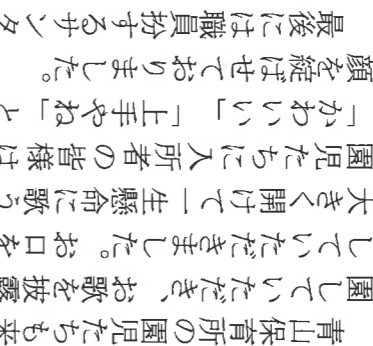 青山保育所の園児たちも来
園していただき、お歌を披露
していただきました。お口を
大きく開けて一生懸命に歌う
園児たちに入所者の皆様は
「かわいい」「上手やね」と
顔を綻ばせておりました。
最後には職員扮するサンタ